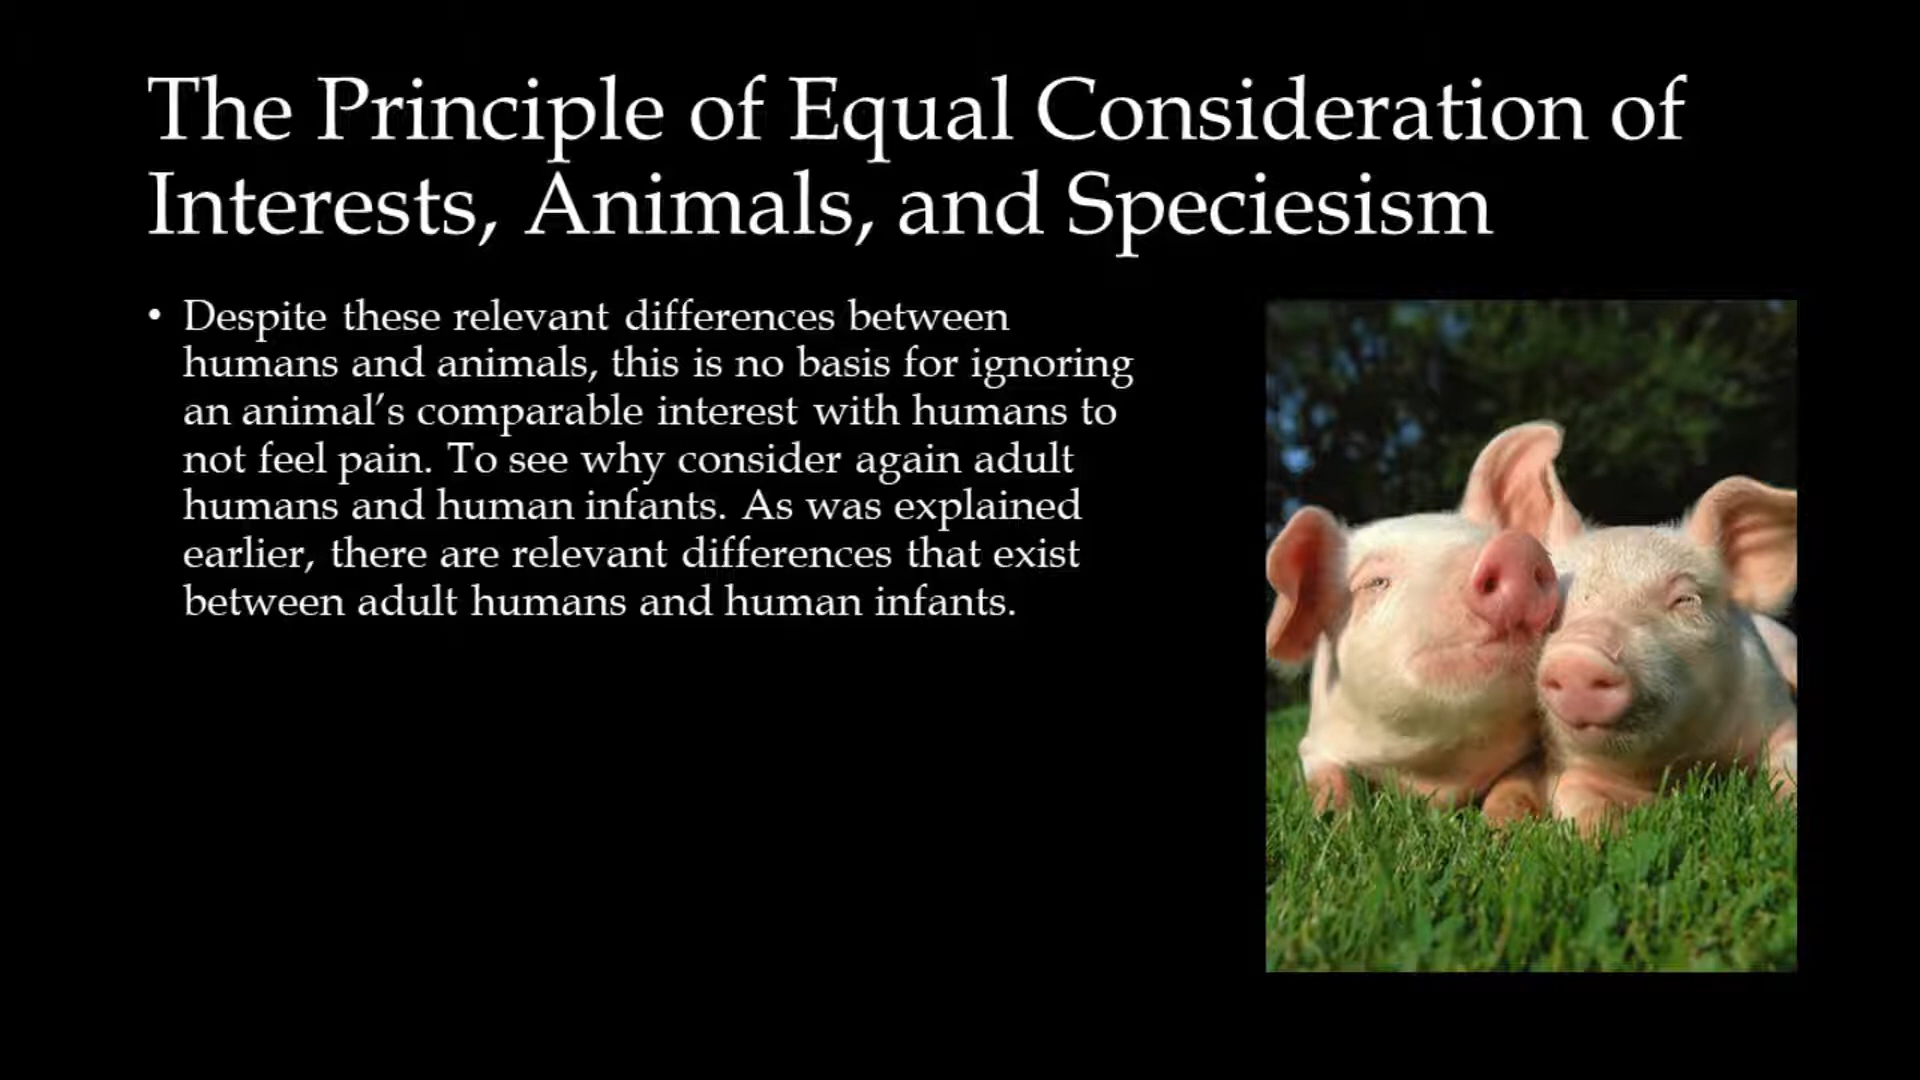 The Principle of Equal Consideration of
Interests, Animals, and Speciesism
• Despite these relevant differences between
humans and animals, this is no basis for ignoring
an animal’s comparable interest with humans to
not feel pain. To see why consider again adult
humans and human infants. As was explained
earlier, there are relevant differences that exist
between adult humans and human infants.